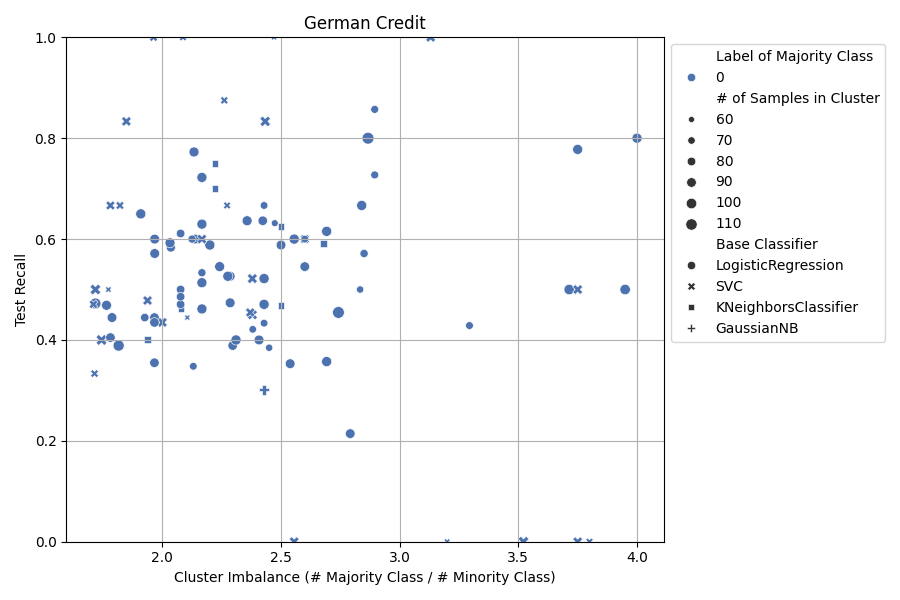 German Credit
1.0
0.8
0.6
0.4
0.2
0.0
Test Recall
2.0 2.5 3.0 3.5 4.0
Cluster Imbalance (# Majority Class / # Minority Class)
Label of Majority Class
0
# of Samples in Cluster
60
70
80
90
100
110
Base Classifier
LogisticRegression
SVC
KNeighborsClassifier
GaussianNB